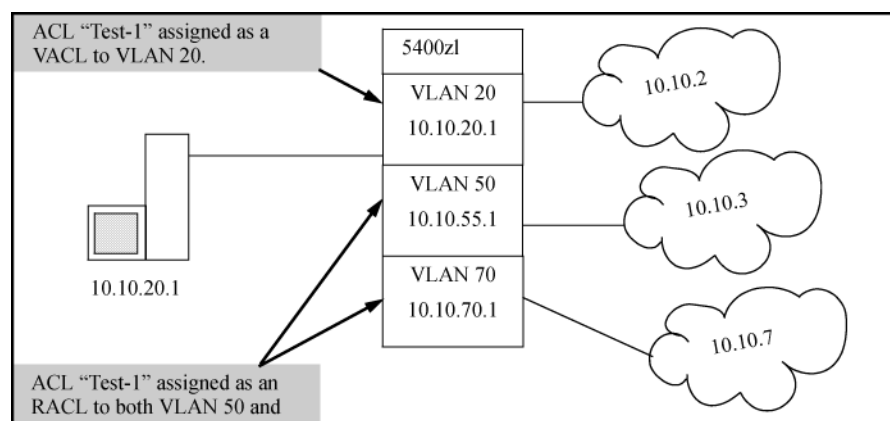 ACL “Test-1” assigned as a
VACL to VLAN 20.
5400zl
VLAN 20
10.10.20.1
10.10.2
VLAN 50
10.10.55.1
10.10.3
10.10.20.1
VLAN 70
10.10.70.1
10.10.7
ACL “Test-1” assigned as an
RACL to both VLAN 50 and